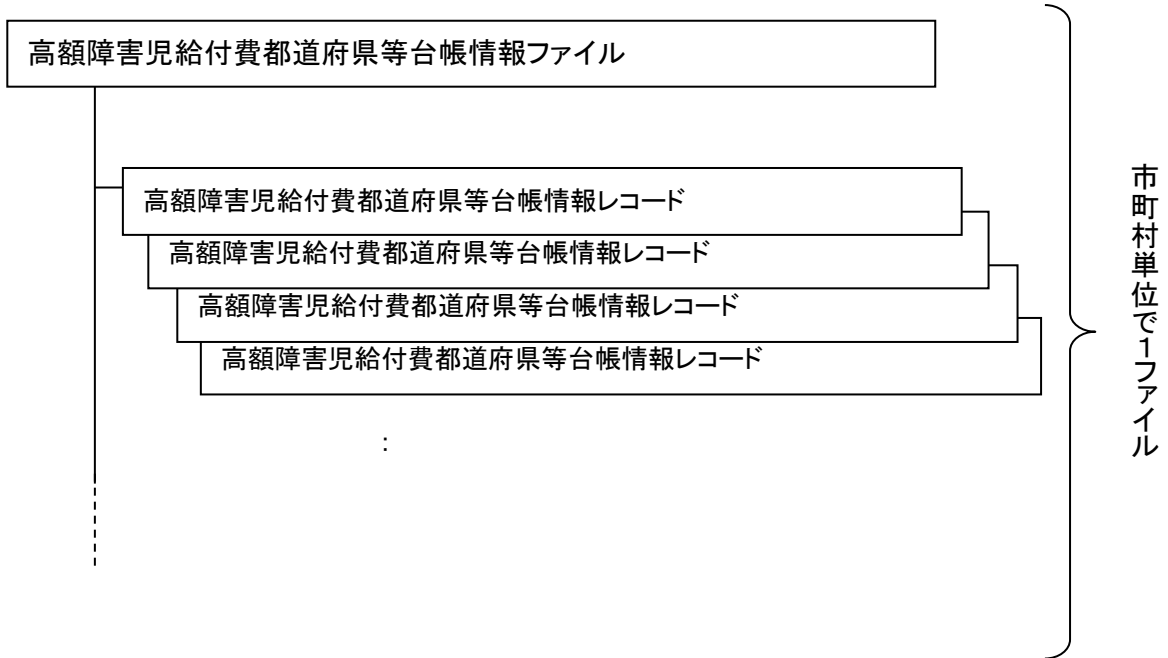 高額障害児給付費都道府県等台帳情報ファイル
高額障害児給付費都道府県等台帳情報レコード
高額障害児給付費都道府県等台帳情報レコード
高額障害児給付費都道府県等台帳情報レコード
高額障害児給付費都道府県等台帳情報レコード
:
市町村単位で1ファイル